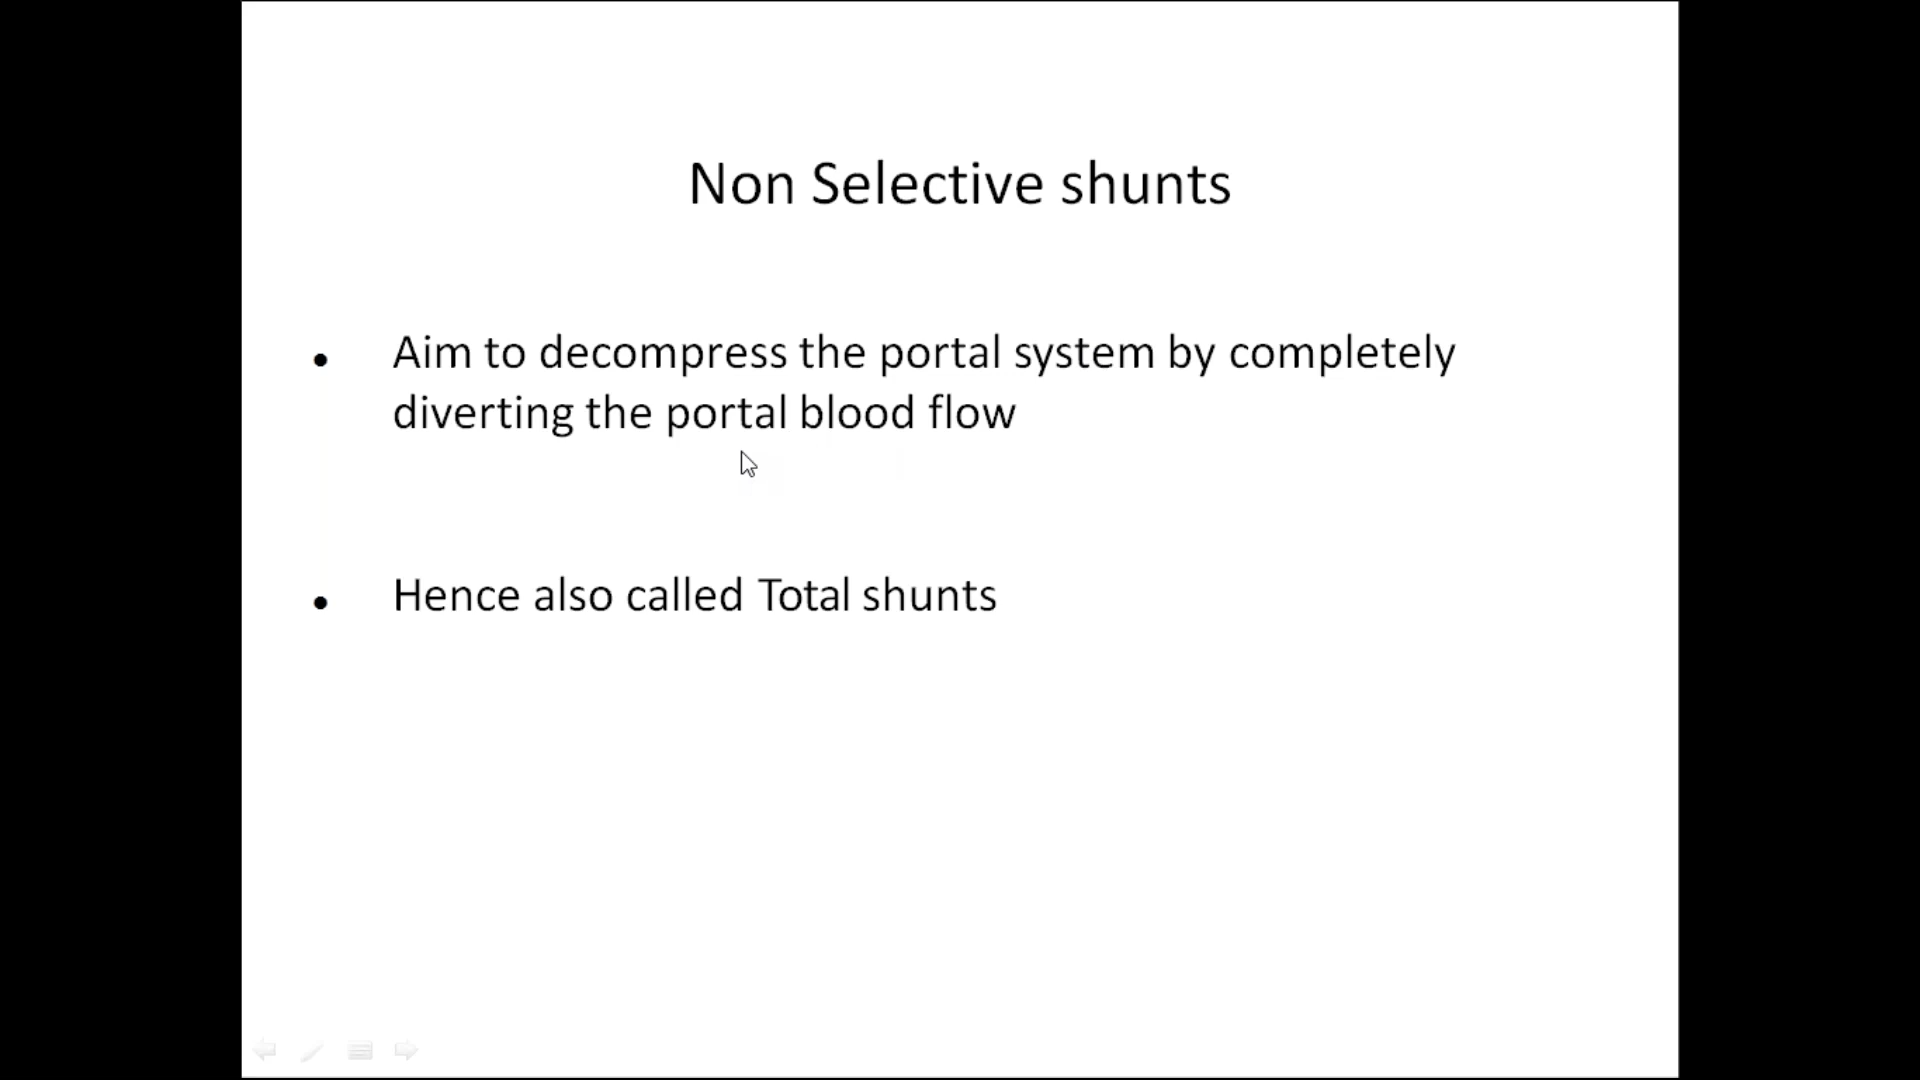 Non Selective shunts
• Aim to decompress the portal system by completely
diverting the portal blood flow
• Hence also called Total shunts